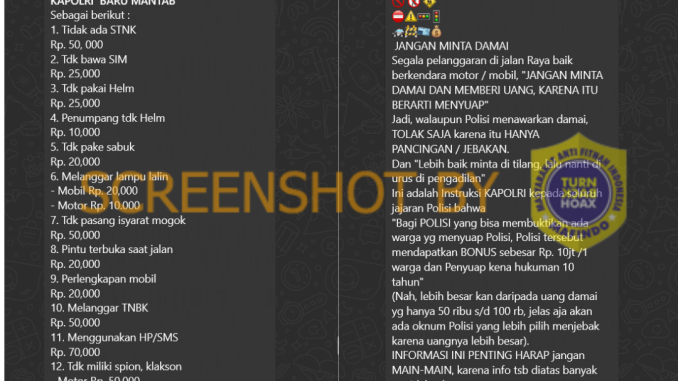 KAPOLRI BARU MANTAB
Sebagai berikut :
1. Tidak ada STNK
Rp. 50, 000
2. Tdk bawa SIM
Rp. 25,000
3. Tdk pakai Helm
Rp. 25,000
4. Penumpang tdk Helm
Rp. 10,000
5. Tdk pake sabuk
Rp. 20,000
6. Melanggar lampu lalin
- Mobil Rp. 20,000
- Motor Rp. 10.000
7. Tdk pasang isyarat mogok
Rp. 50,000
8. Pintu terbuka saat jalan
Rp. 20,000
9. Perlengkapan mobil
Rp. 20,000
10. Melanggar TNBK
Rp. 50,000
11. Menggunakan HP/SMS
Rp. 70,000
12. Tdk miliki spion, klakson
- Motor Rp. 50,000
JANGAN MINTA DAMAI
Segala pelanggaran di jalan Raya baik
berkendara motor / mobil, "JANGAN MINTA
DAMAI DAN MEMBERI UANG, KARENA ITU
BERARTI MENYUAP"
Jadi, walaupun Polisi menawarkan damai,
TOLAK SAJA karena itu HANYA
PANCINGAN / JEBAKAN.
Dan "Lebih baik minta di tilang, lalu nanti di
urus di pengadilan"
Ini adalah Instruksi KAPOLRI kepada seluruh
jajaran Polisi bahwa
"Bagi POLISI yang bisa membuktikan ada
warga yg menyuap Polisi, Polisi tersebut
mendapatkan BONUS sebesar Rp. 10jt /1
warga dan Penyuap kena hukuman 10
tahun"
(Nah, lebih besar kan daripada uang damai
yg hanya 50 ribu s/d 100 rb, jelas aja akan
ada oknum Polisi yang lebih pilih menjebak
karena uangnya lebih besar).
INFORMASI INI PENTING HARAP jangan
MAIN-MAIN, karena info tsb diatas banyak
SCREENSHOT BY
MASYARAKAT ANTI FITNAH INDONESIA
TURN BACK
HOAX
MAFINDO